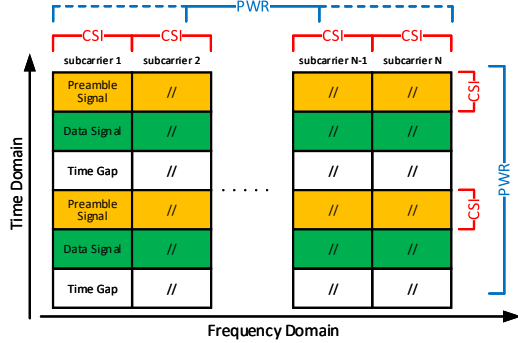 PWR
CSI CSI CSI CSI
subcarrier 1 subcarrier 2 subcarrier N-1 subcarrier N
Preamble
Signal // // //
CSI
Data Signal // // //
Time Gap // // //
. . . . .
Preamble
Signal // // //
CSI
Data Signal // // //
Time Gap // // //
PWR
Time Domain
Frequency Domain